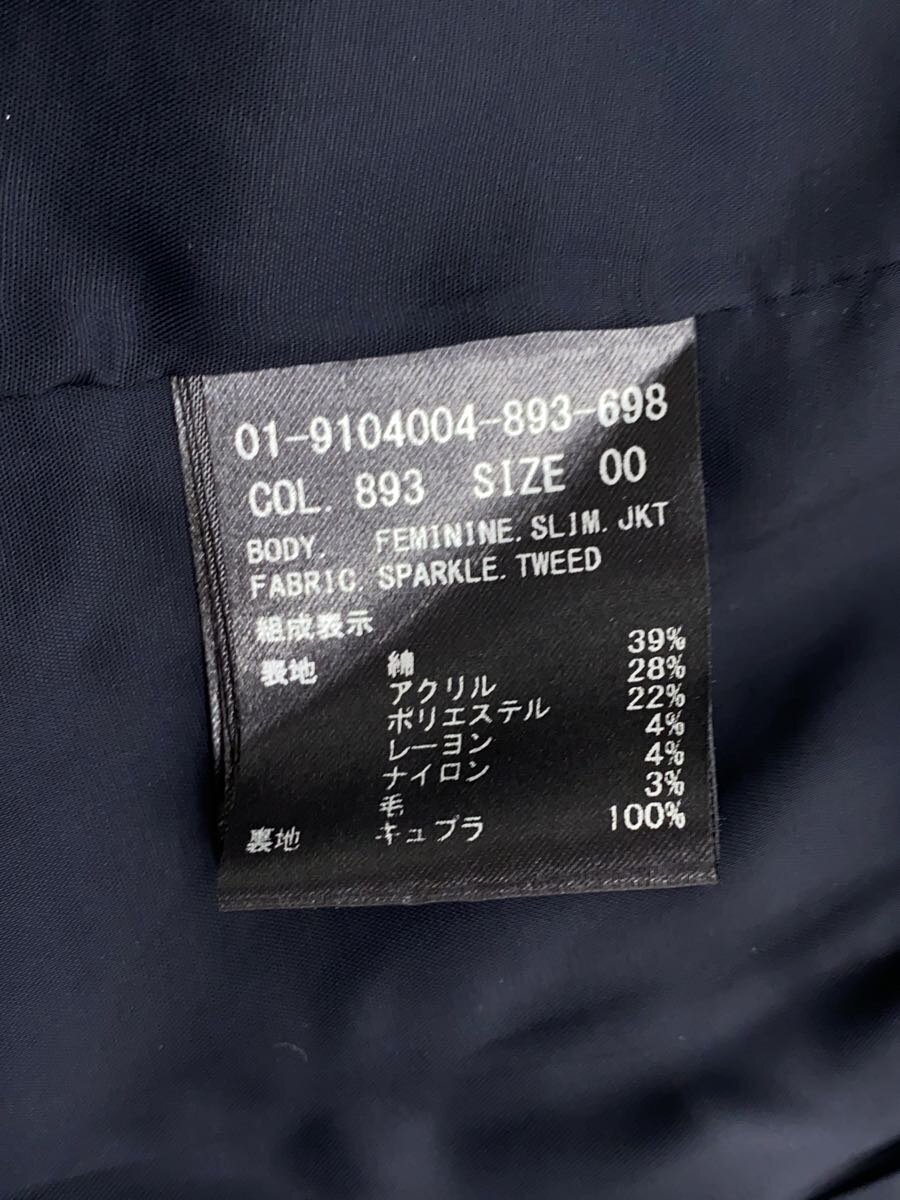 01-9104004-893-698
COL. 893 SIZE 00
BODY. FEMININE.SLIM.JKT
FABRIC.SPARKLE.TWEED
組成表示
表地 綿 39%
アクリル 28%
ポリエステル 22%
レーヨン 4%
ナイロン 4%
毛 3%
裏地 キュプラ 100%